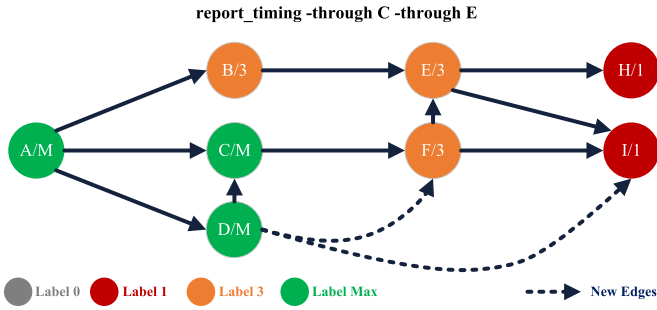 report_timing -through C -through E
B/3
E/3
H/1
A/M
C/M
F/3
I/1
D/M
Label 0
Label 1
Label 3
Label Max
New Edges